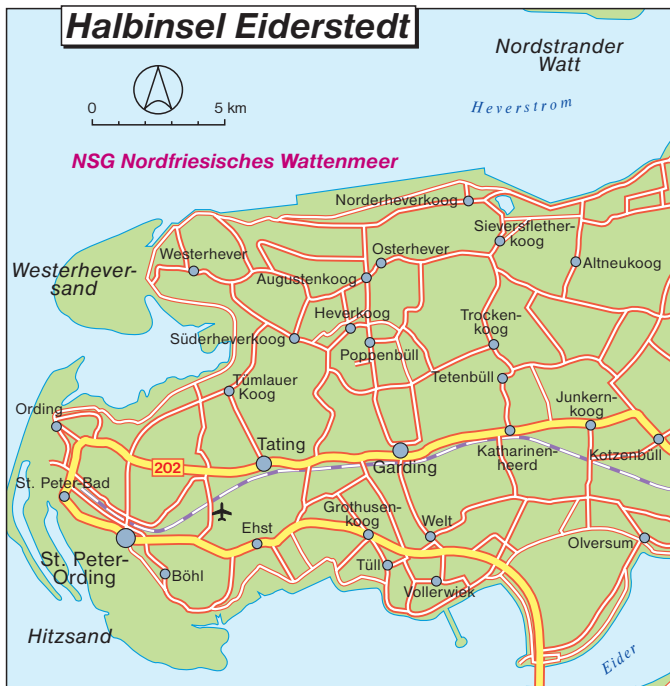 Halbinsel Eiderstedt
Nordstrander
Watt
0
5 km
Heverstrom
NSG Nordfriesisches Wattenmeer
Norderheverkoog
Sieversflether-
koog
Westerhever
Osterhever
Altneukoog
Westerhever-
sand
Augustenkoog
Heverkoog
Trocken-
koog
Süderheverkoog
Poppenbüll
Tetenbüll
Tümlauer
Koog
Junkern-
koog
Ording
Tating
Garding
Katharinen-
heerd
Kotzenbüll
202
St. Peter-Bad
Grothusen-
koog
Welt
Ehst
Olversum
St. Peter-
Ording
Böhl
Tüll
Vollerwiek
Hitzsand
Eider